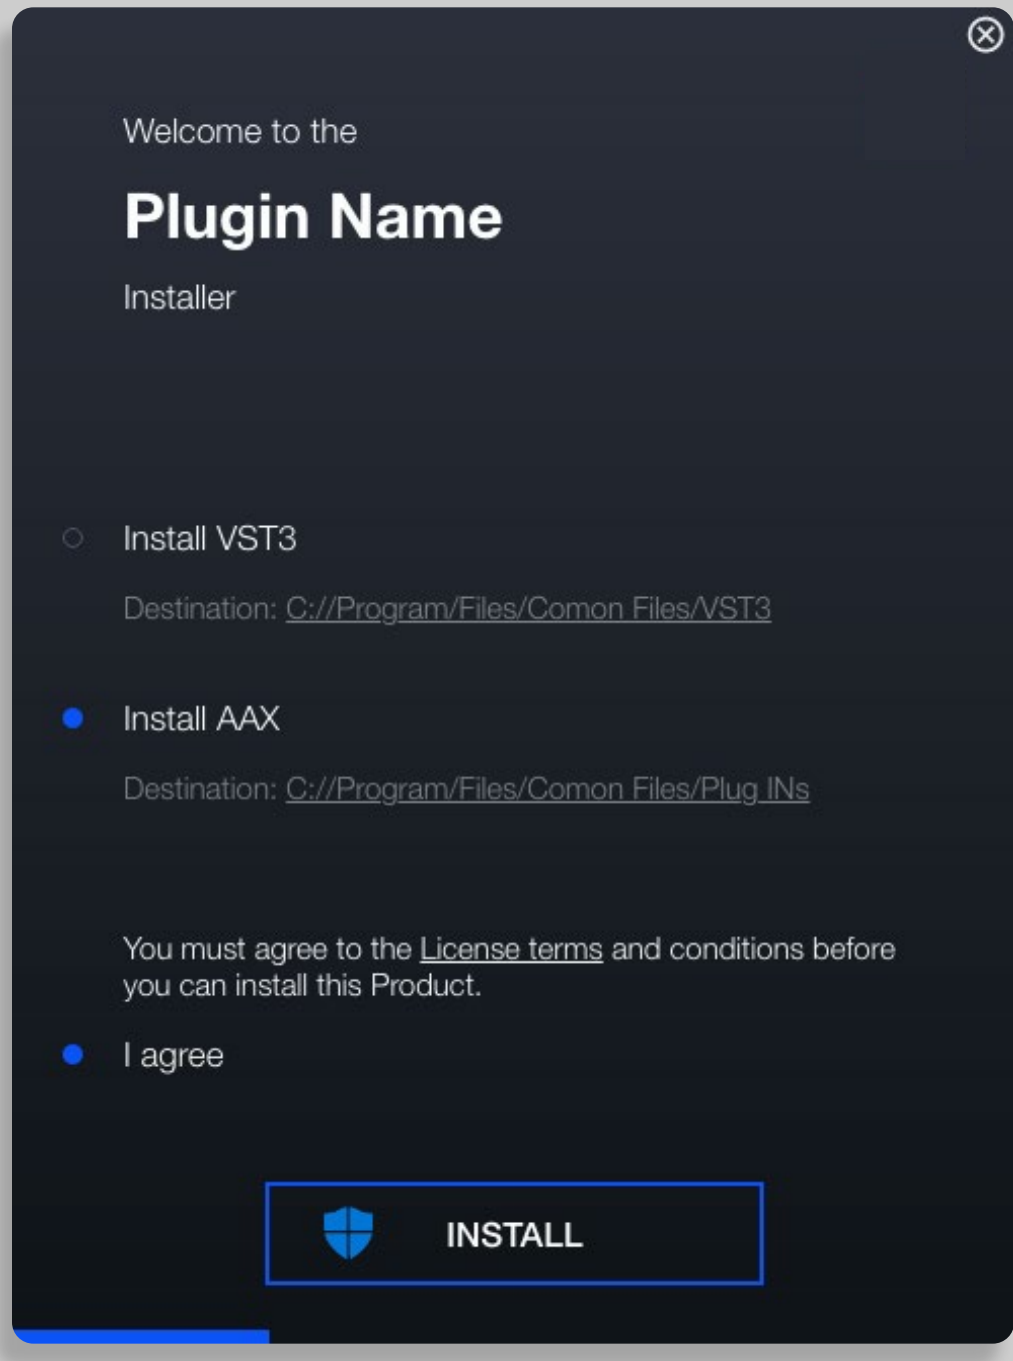 Welcome to the
Plugin Name
Installer
Install VST3
Destination: C://Program/Files/Comon Files/VST3
Install AAX
Destination: C://Program/Files/Comon Files/Plug INs
You must agree to the License terms and conditions before
you can install this Product.
I agree
INSTALL